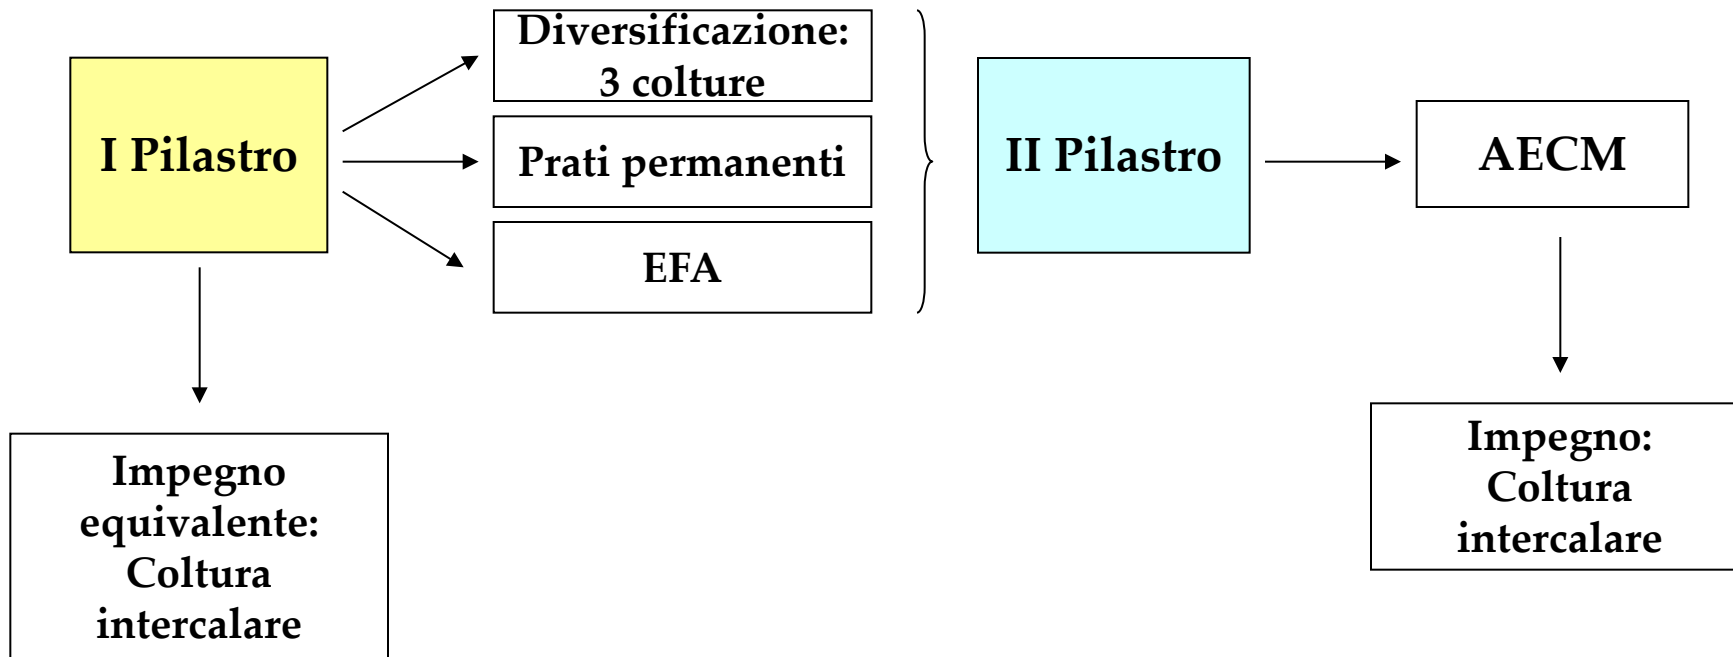 Diversificazione:
3 colture
I Pilastro
Prati permanenti
EFA
II Pilastro
AECM
Impegno
equivalente:
Coltura
intercalare
Impegno:
Coltura
intercalare